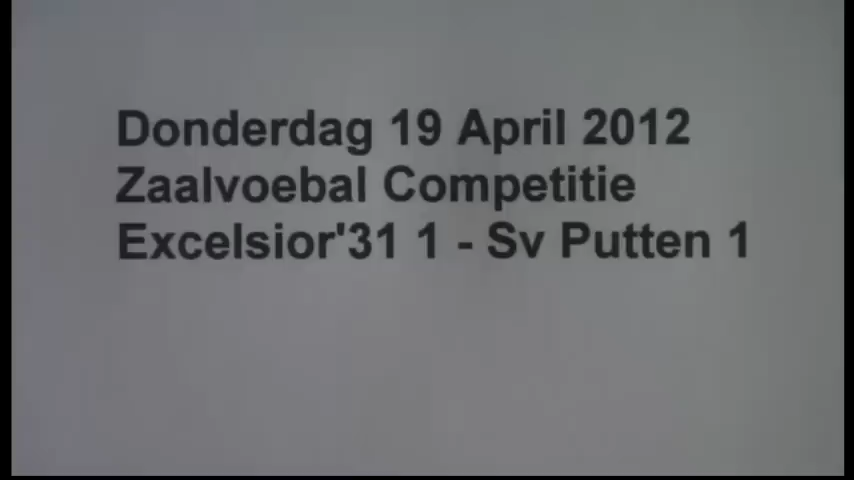 Donderdag 19 April 2012
Zaalvoebal Competitie
Excelsior'31 1 - Sv Putten 1